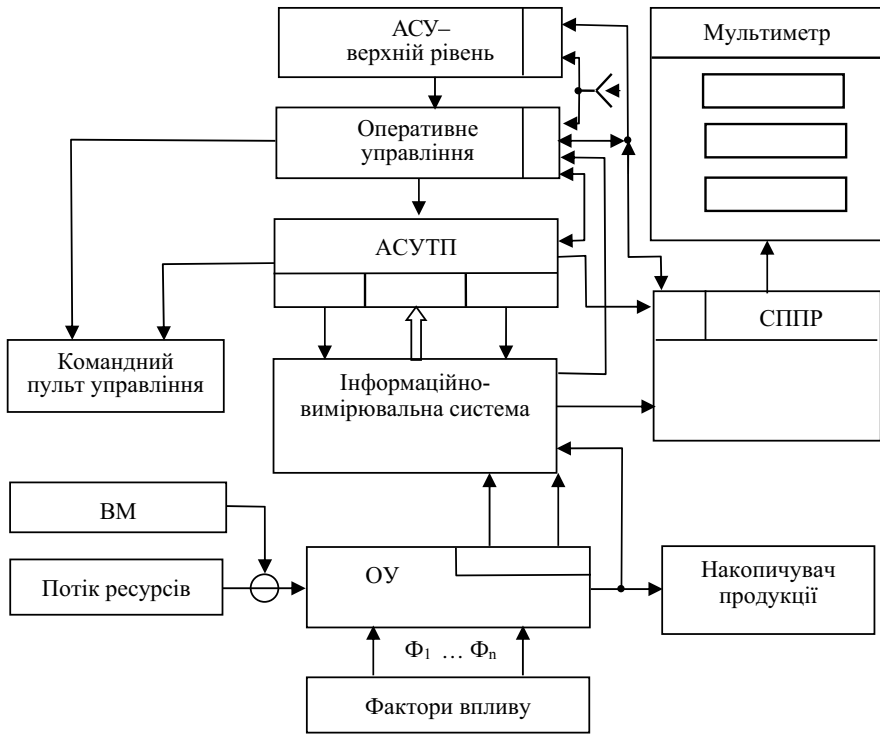 АСУ–
верхній рівень
Мультиметр
Оперативне
управління
АСУТП
СППР
Командний
пульт управління
Інформаційно-
вимірювальна система
ВМ
Потік ресурсів
ОУ
Накопичувач
продукції
Ф1 … Фn
Фактори впливу